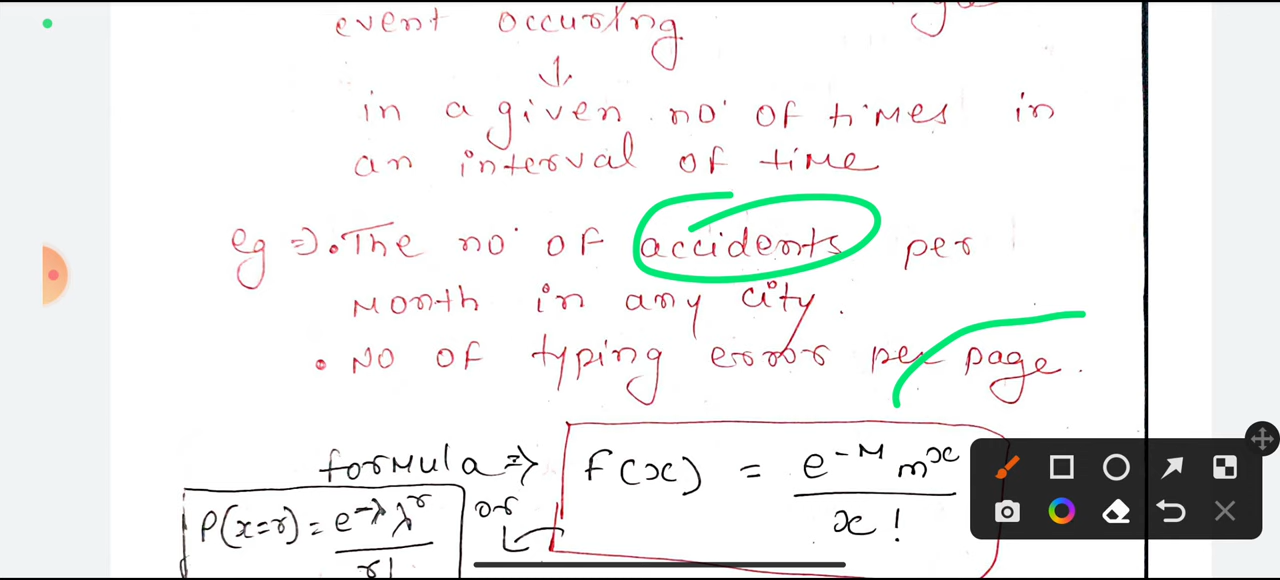 event occuring
in a given no. of times in
an interval of time
eg ⇒ • The no. of accidents per
month in any city.
• NO OF typing error per page.
formula ⇒ f(x) = e^-m m^x / x!
P(x=r) = e^-λ λ^r / r! or